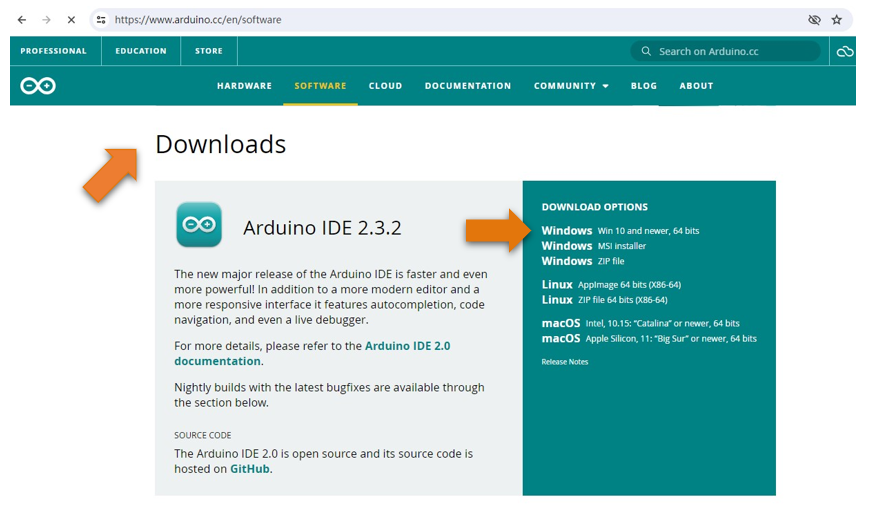 https://www.arduino.cc/en/software
PROFESSIONAL EDUCATION STORE
Search on Arduino.cc
HARDWARE SOFTWARE CLOUD DOCUMENTATION COMMUNITY BLOG ABOUT
Downloads
Arduino IDE 2.3.2
The new major release of the Arduino IDE is faster and even
more powerful! In addition to a more modern editor and a
more responsive interface it features autocompletion, code
navigation, and even a live debugger.
For more details, please refer to the Arduino IDE 2.0
documentation.
Nightly builds with the latest bugfixes are available through
the section below.
SOURCE CODE
The Arduino IDE 2.0 is open source and its source code is
hosted on GitHub.
DOWNLOAD OPTIONS
Windows Win 10 and newer, 64 bits
Windows MSI installer
Windows ZIP file
Linux AppImage 64 bits (X86-64)
Linux ZIP file 64 bits (X86-64)
macOS Intel, 10.15: “Catalina” or newer, 64 bits
macOS Apple Silicon, 11: “Big Sur” or newer, 64 bits
Release Notes